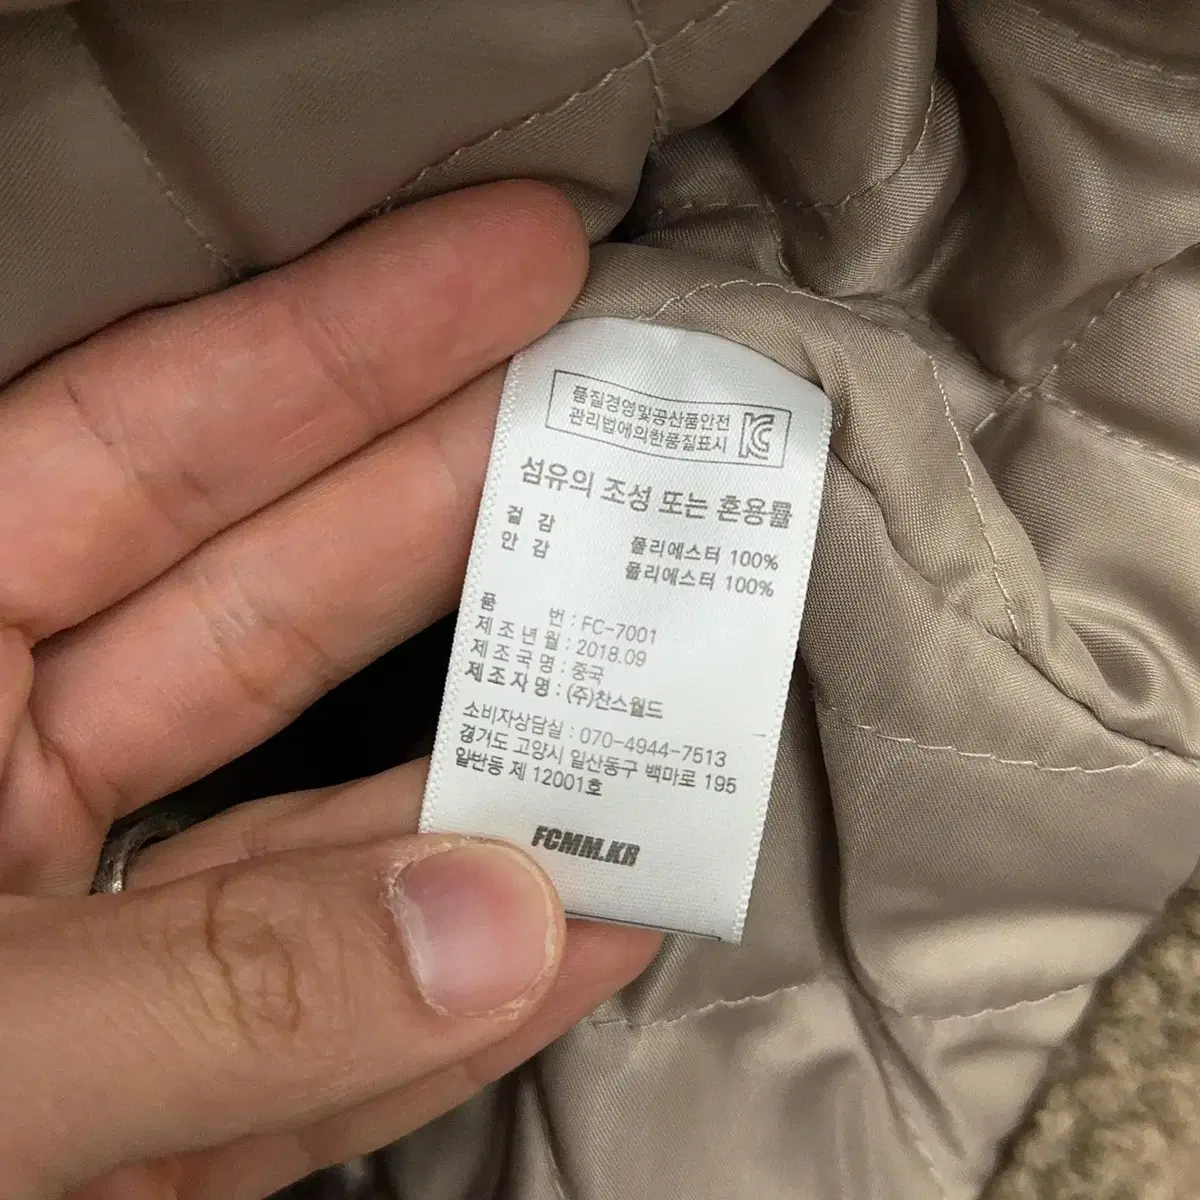 품질경영및공산품안전
관리법에의한품질표시
섬유의 조성 또는 혼용률
겉 감 폴리에스터 100%
안 감 폴리에스터 100%
품 번 : FC-7001
제조년월 : 2018.09
제조국명 : 중국
제조자명 : (주)찬스월드
소비자상담실 : 070-4944-7513
경기도 고양시 일산동구 백마로 195
일반동 제 12001호
FCMM.KR